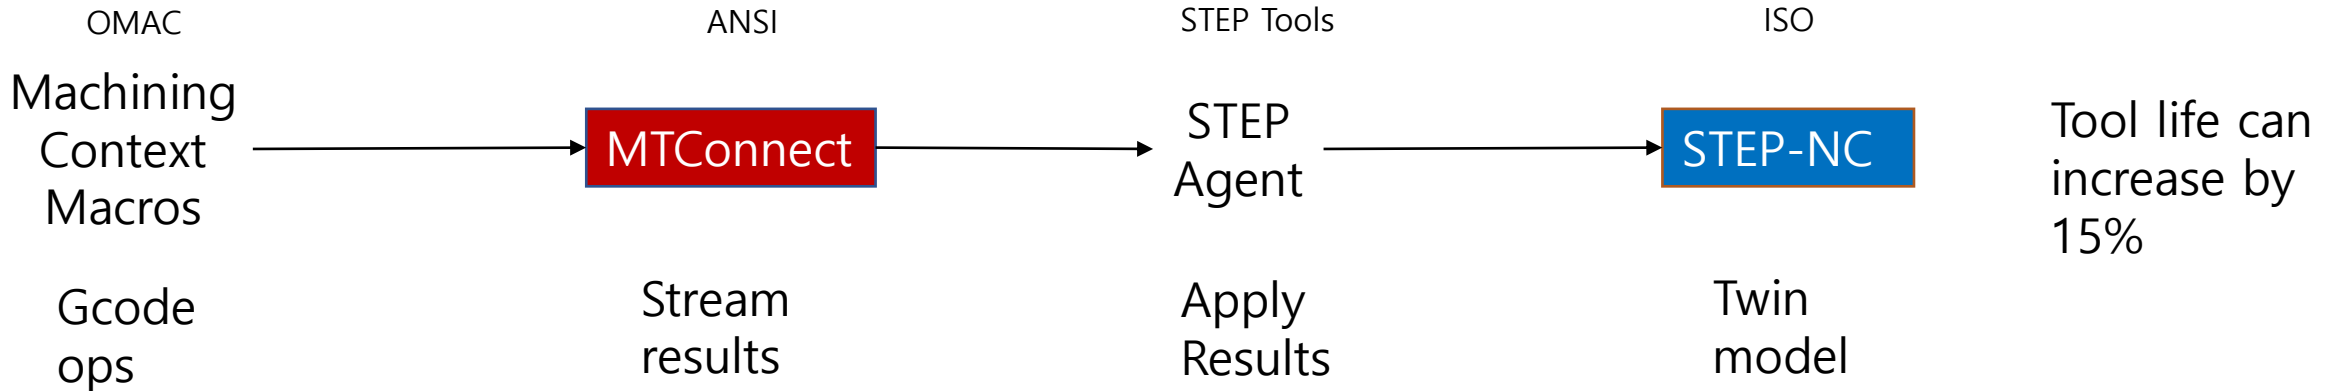 OMAC
ANSI
STEP Tools
ISO
Machining
Context
Macros
MTConnect
STEP
Agent
STEP-NC
Tool life can
increase by
15%
Gcode
ops
Stream
results
Apply
Results
Twin
model